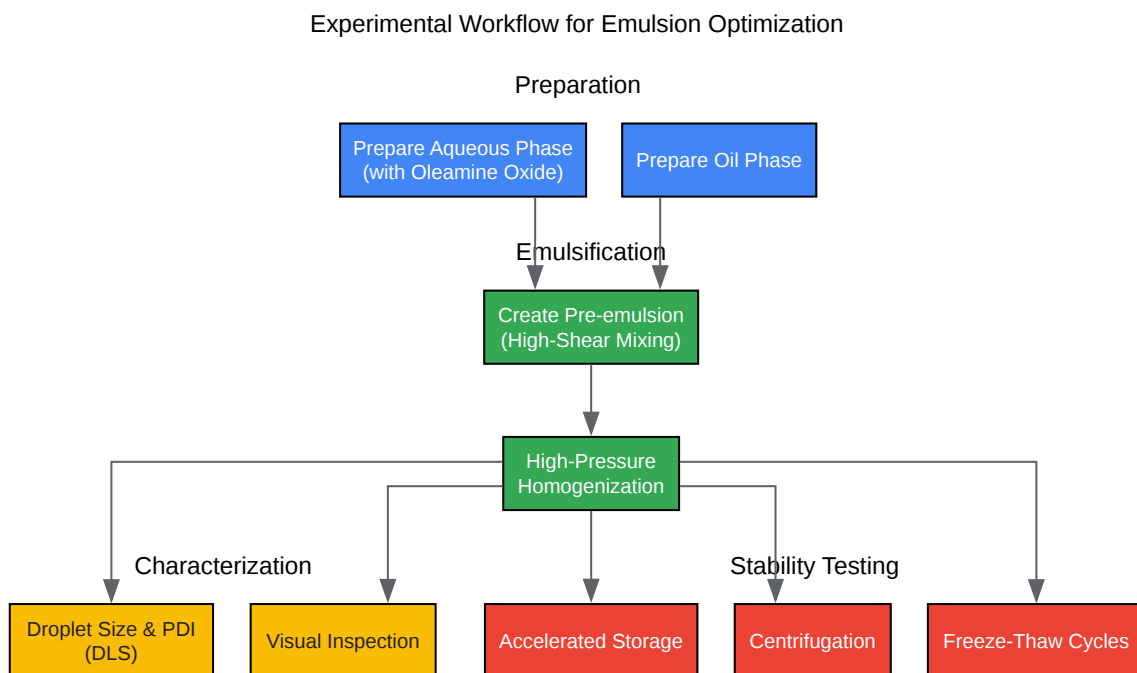 Experimental Workflow for Emulsion Optimization
Preparation
Prepare Aqueous Phase
(with Oleamine Oxide)
Prepare Oil Phase
Emulsification
Create Pre-emulsion
(High-Shear Mixing)
High-Pressure
Homogenization
Characterization
Stability Testing
Droplet Size & PDI
(DLS)
Visual Inspection
Accelerated Storage
Centrifugation
Freeze-Thaw Cycles